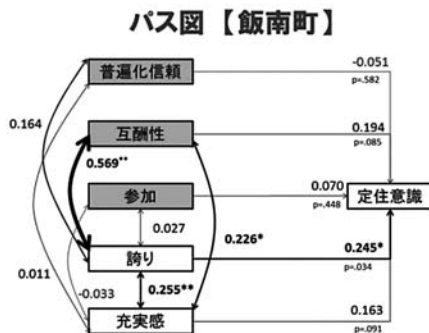 パス図【飯南町】
普遍化信頼
-0.051
p=.582
0.164
互酬性
0.194
p=.085
0.569**
参加
0.070
p=.448
定住意識
0.027
0.226*
誇り
0.245*
p=.034
0.011
-0.033
0.255**
充実感
0.163
p=.091